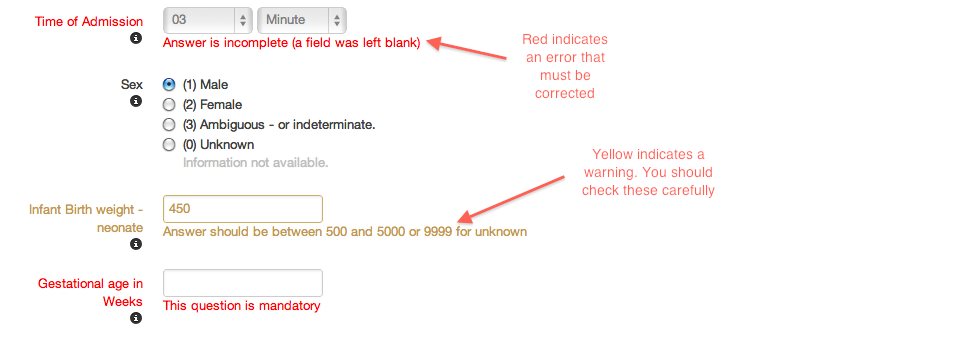 Time of Admission
03
Minute
Answer is incomplete (a field was left blank)
Red indicates
an error that
must be
corrected
Sex
(1) Male
(2) Female
(3) Ambiguous - or indeterminate.
(0) Unknown
Information not available.
Yellow indicates a
warning. You should
check these carefully
Infant Birth weight -
neonate
450
Answer should be between 500 and 5000 or 9999 for unknown
Gestational age in
Weeks
This question is mandatory